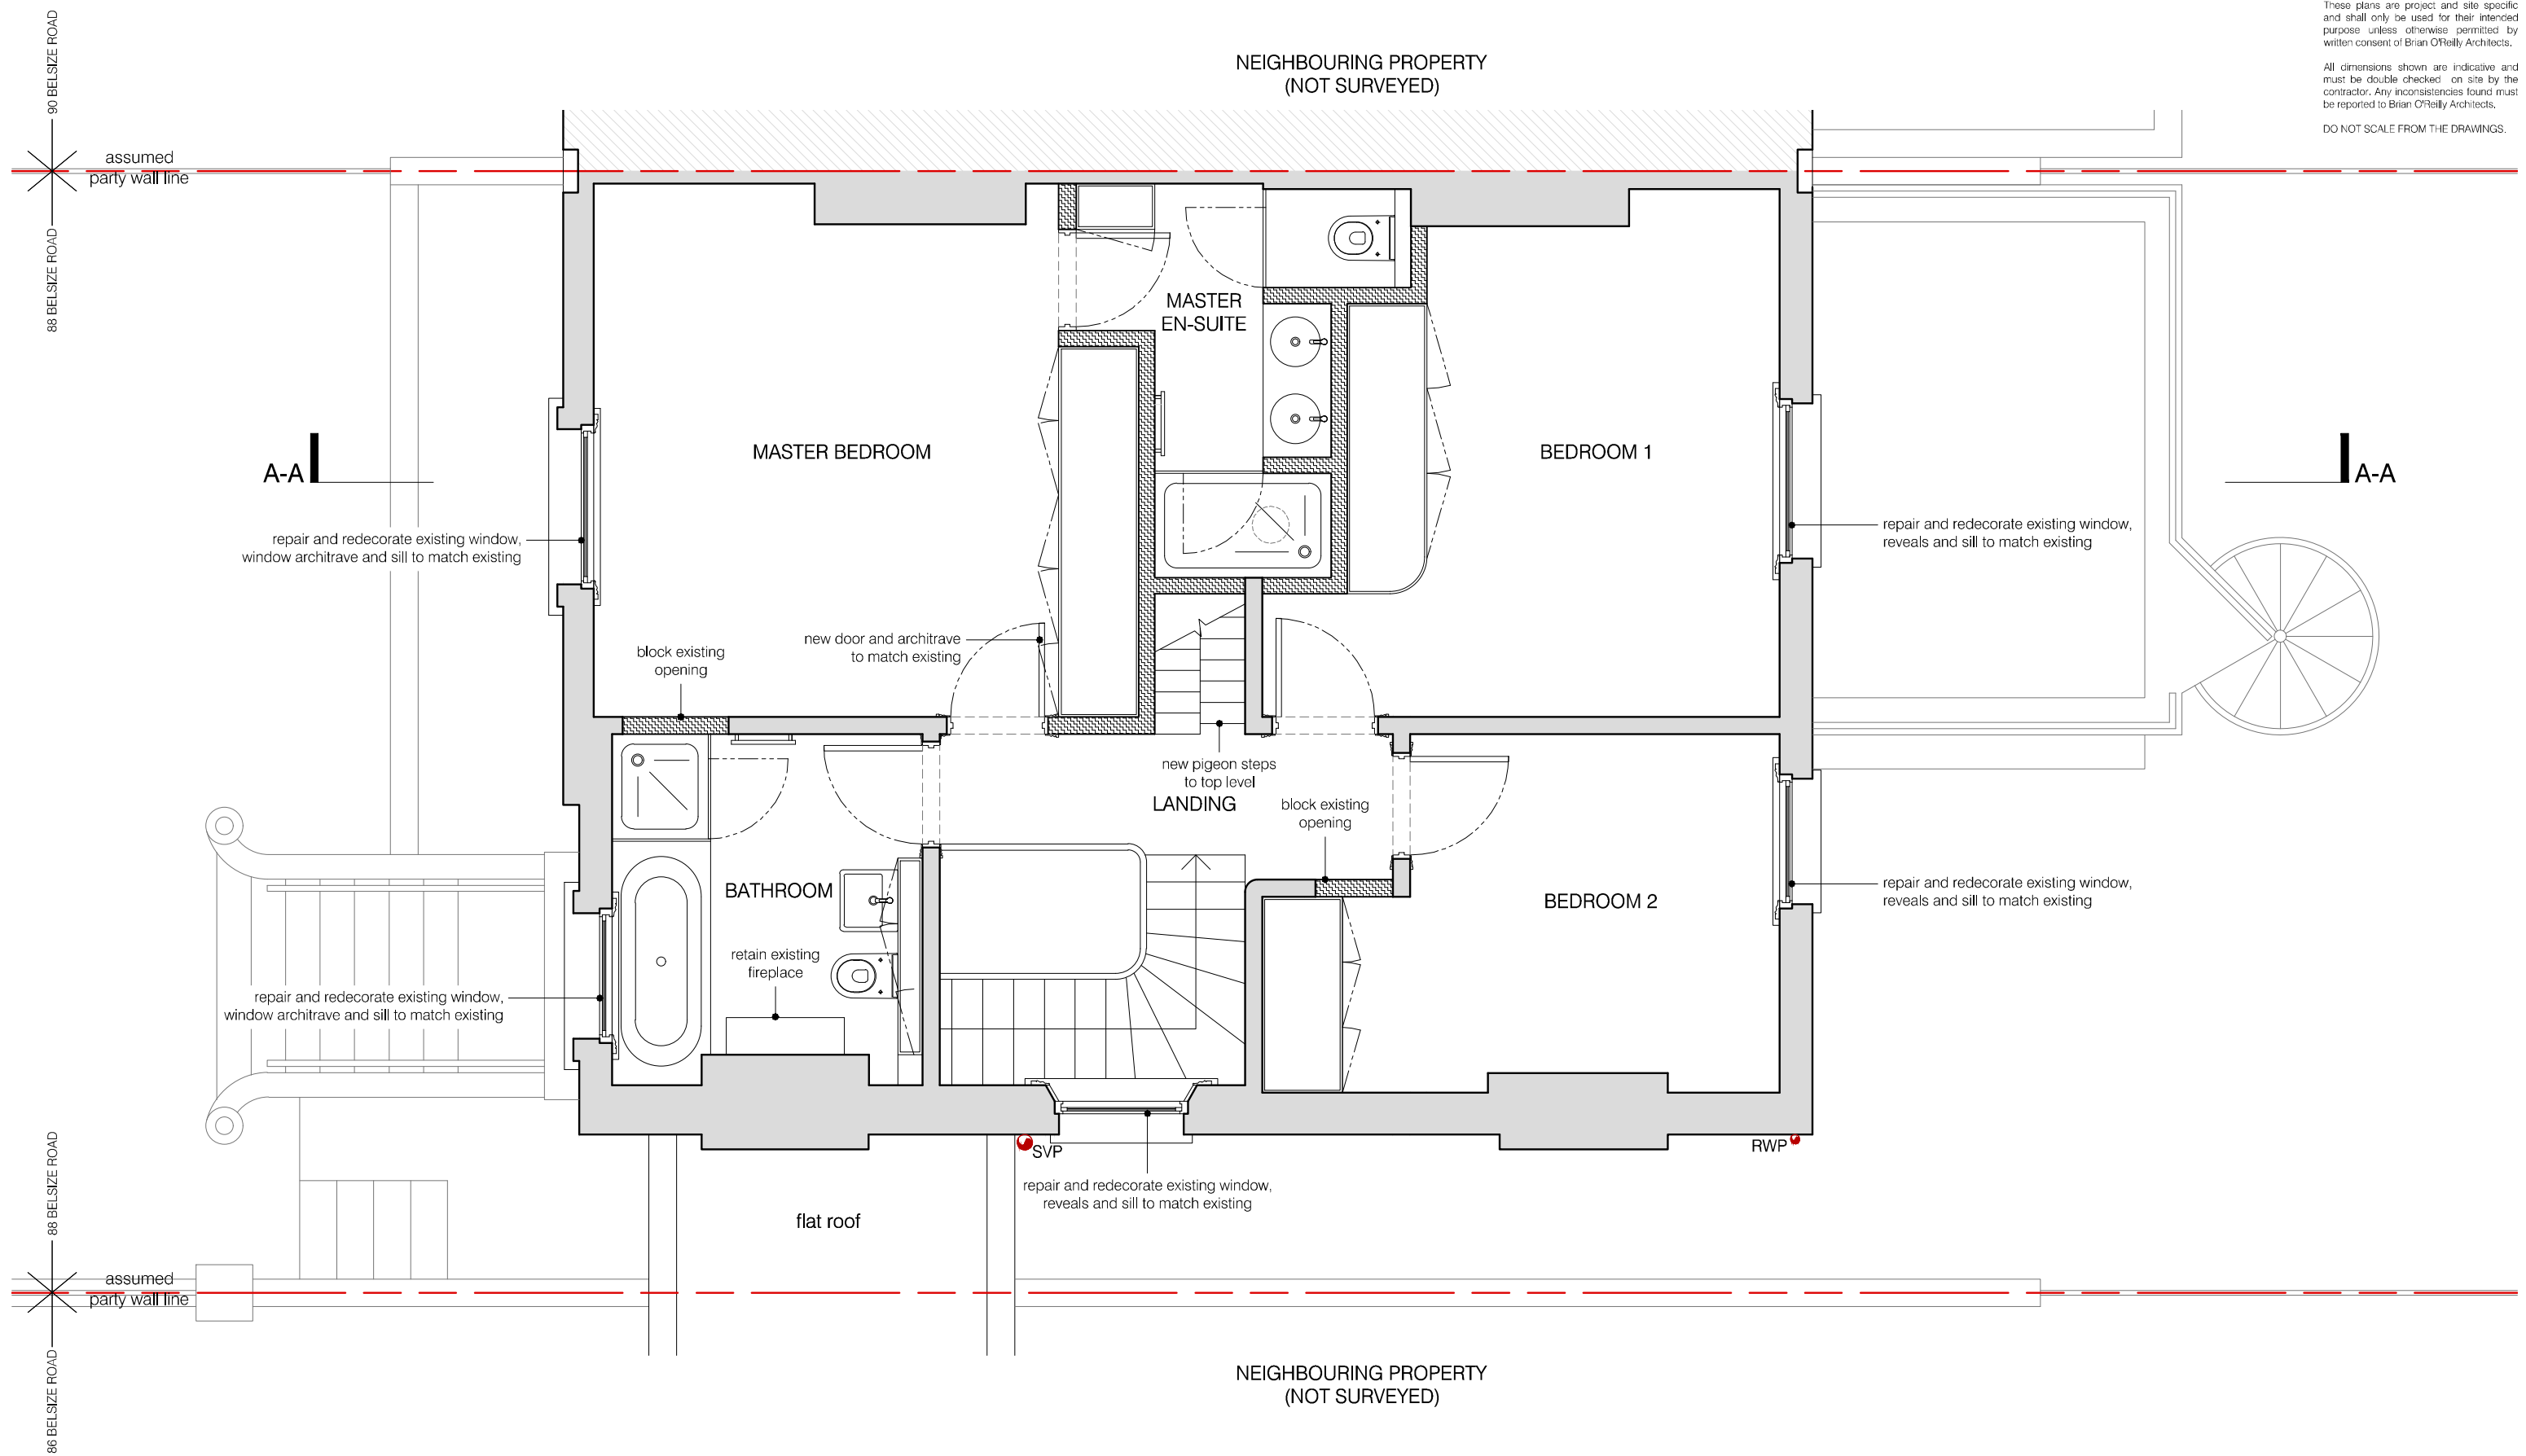 These plans are project and site specific
and shall only be used for their intended
purpose unless otherwise permitted by
written consent of Brian O'Reilly Architects.
All dimensions shown are indicative and
must be double checked on site by the
contractor. Any inconsistencies found must
be reported to Brian O'Reilly Architects.
DO NOT SCALE FROM THE DRAWINGS.
90 BELSIZE ROAD
NEIGHBOURING PROPERTY
(NOT SURVEYED)
assumed
party wall line
88 BELSIZE ROAD
MASTER
EN-SUITE
MASTER BEDROOM
BEDROOM 1
A-A
A-A
repair and redecorate existing window,
window architrave and sill to match existing
repair and redecorate existing window,
reveals and sill to match existing
new door and architrave
to match existing
block existing
opening
new pigeon steps
to top level
LANDING
block existing
opening
BATHROOM
BEDROOM 2
repair and redecorate existing window,
reveals and sill to match existing
retain existing
fireplace
repair and redecorate existing window,
window architrave and sill to match existing
SVP
RWP
repair and redecorate existing window,
reveals and sill to match existing
88 BELSIZE ROAD
flat roof
assumed
party wall line
86 BELSIZE ROAD
NEIGHBOURING PROPERTY
(NOT SURVEYED)